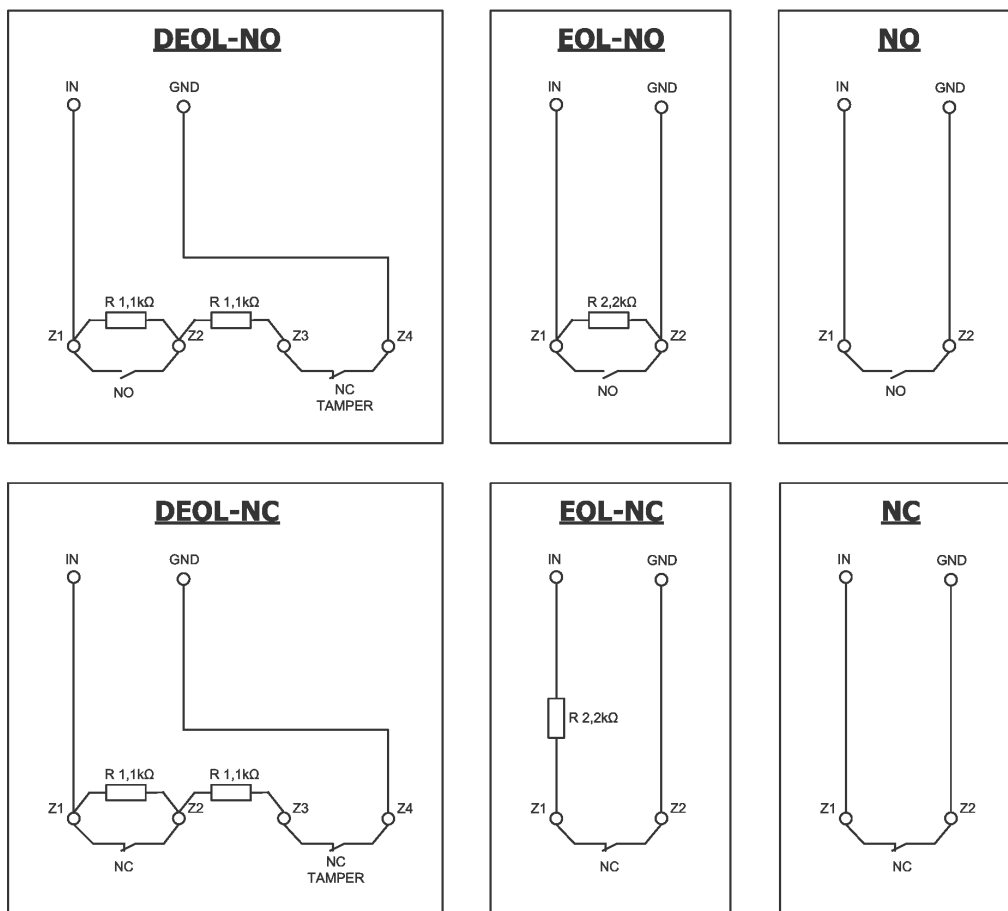 DEOL-NO
IN
GND
R 1,1kΩ
R 1,1kΩ
Z1
Z2
Z3
Z4
NO
NC
TAMPER
EOL-NO
IN
GND
R 2,2kΩ
Z1
Z2
NO
NO
IN
GND
Z1
Z2
NO
DEOL-NC
IN
GND
R 1,1kΩ
R 1,1kΩ
Z1
Z2
Z3
Z4
NC
NC
TAMPER
EOL-NC
IN
GND
R 2,2kΩ
Z1
Z2
NC
NC
IN
GND
Z1
Z2
NC